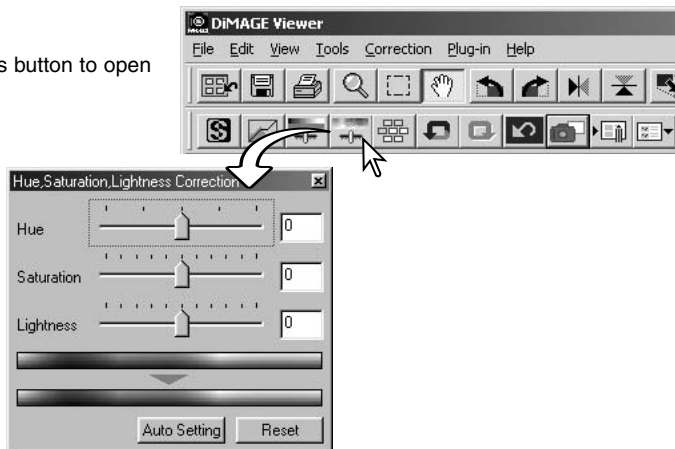 DiMAGE Viewer
File Edit View Tools Correction Plug-in Help
s button to open
S
Hue,Saturation,Lightness Correction
Hue 0
Saturation 0
Lightness 0
Auto Setting Reset